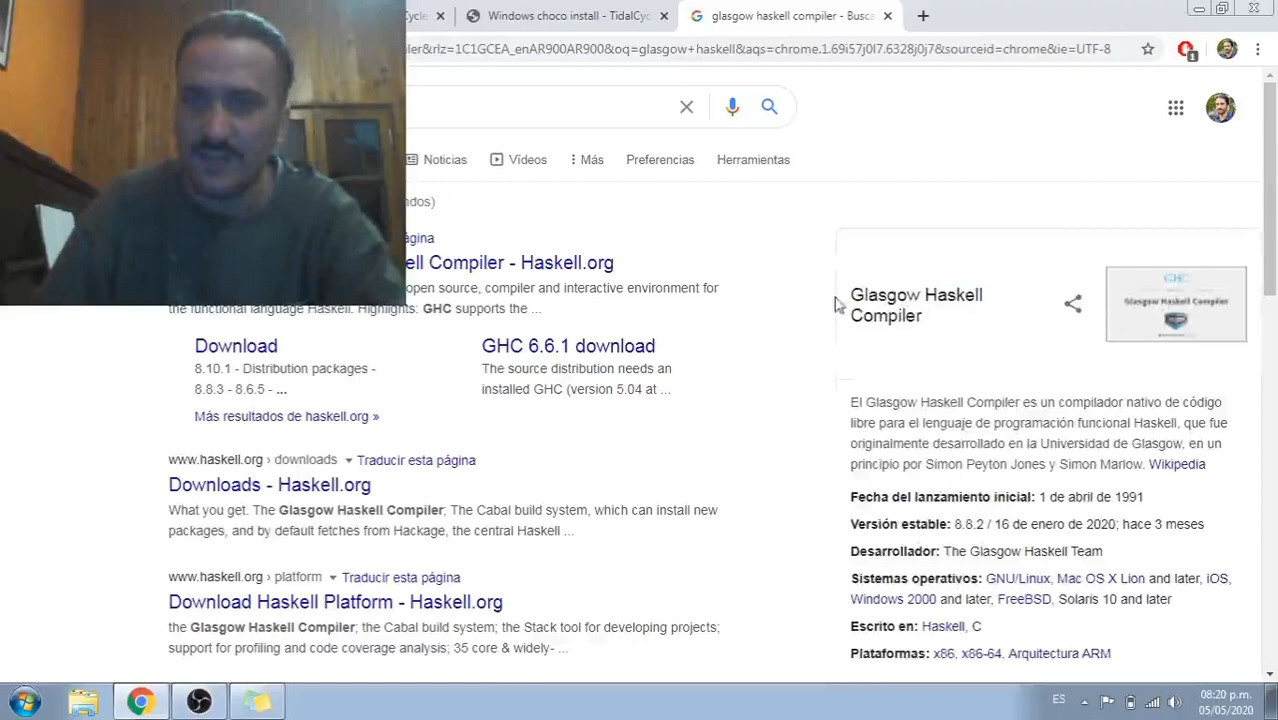 Cycle
Windows choco install - TidalCyc
glasgow haskell compiler - Busca
piler&rlz=1C1GCEA_enAR900AR900&oq=glasgow+haskell&aqs=chrome.1.69i57j0l7.6328j0j7&sourceid=chrome&ie=UTF-8
1
Noticias
Vídeos
Más
Preferencias
Herramientas
ndos)
ágina
ell Compiler - Haskell.org
open source, compiler and interactive environment for
the functional language Haskell. Highlights: GHC supports the ...
Download
8.10.1 - Distribution packages -
8.8.3 - 8.6.5 - ...
GHC 6.6.1 download
The source distribution needs an
installed GHC (version 5.04 at ...
Más resultados de haskell.org »
www.haskell.org › downloads Traducir esta página
Downloads - Haskell.org
What you get. The Glasgow Haskell Compiler; The Cabal build system, which can install new
packages, and by default fetches from Hackage, the central Haskell ...
www.haskell.org › platform Traducir esta página
Download Haskell Platform - Haskell.org
the Glasgow Haskell Compiler; the Cabal build system; the Stack tool for developing projects;
support for profiling and code coverage analysis; 35 core & widely- ...
Glasgow Haskell
Compiler
GHC
Glasgow Haskell Compiler
El Glasgow Haskell Compiler es un compilador nativo de código
libre para el lenguaje de programación funcional Haskell, que fue
originalmente desarrollado en la Universidad de Glasgow, en un
principio por Simon Peyton Jones y Simon Marlow. Wikipedia
Fecha del lanzamiento inicial: 1 de abril de 1991
Versión estable: 8.8.2 / 16 de enero de 2020; hace 3 meses
Desarrollador: The Glasgow Haskell Team
Sistemas operativos: GNU/Linux, Mac OS X Lion and later, iOS,
Windows 2000 and later, FreeBSD, Solaris 10 and later
Escrito en: Haskell, C
Plataformas: x86, x86-64, Arquitectura ARM
ES
08:20 p.m.
05/05/2020